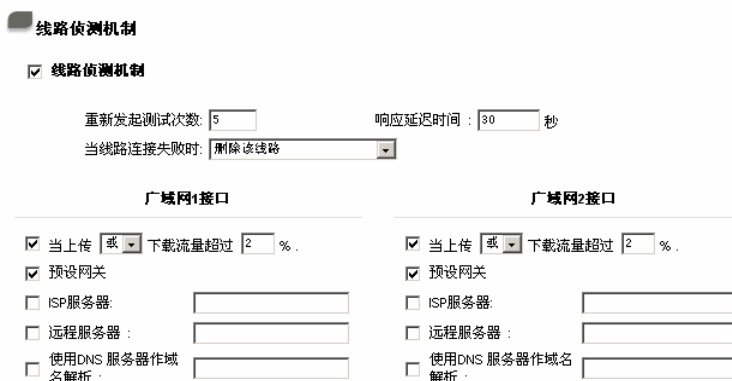 线路侦测机制
线路侦测机制
重新发起测试次数: 5 响应延迟时间 : 30 秒
当线路连接失败时: 删除该线路
广域网1接口 广域网2接口
当上传 或 下载流量超过 2 % . 当上传 或 下载流量超过 2 % .
预设网关 预设网关
ISP服务器: ISP服务器:
远程服务器 : 远程服务器 :
使用DNS 服务器作域 使用DNS 服务器作域
名解析 : 名解析 :